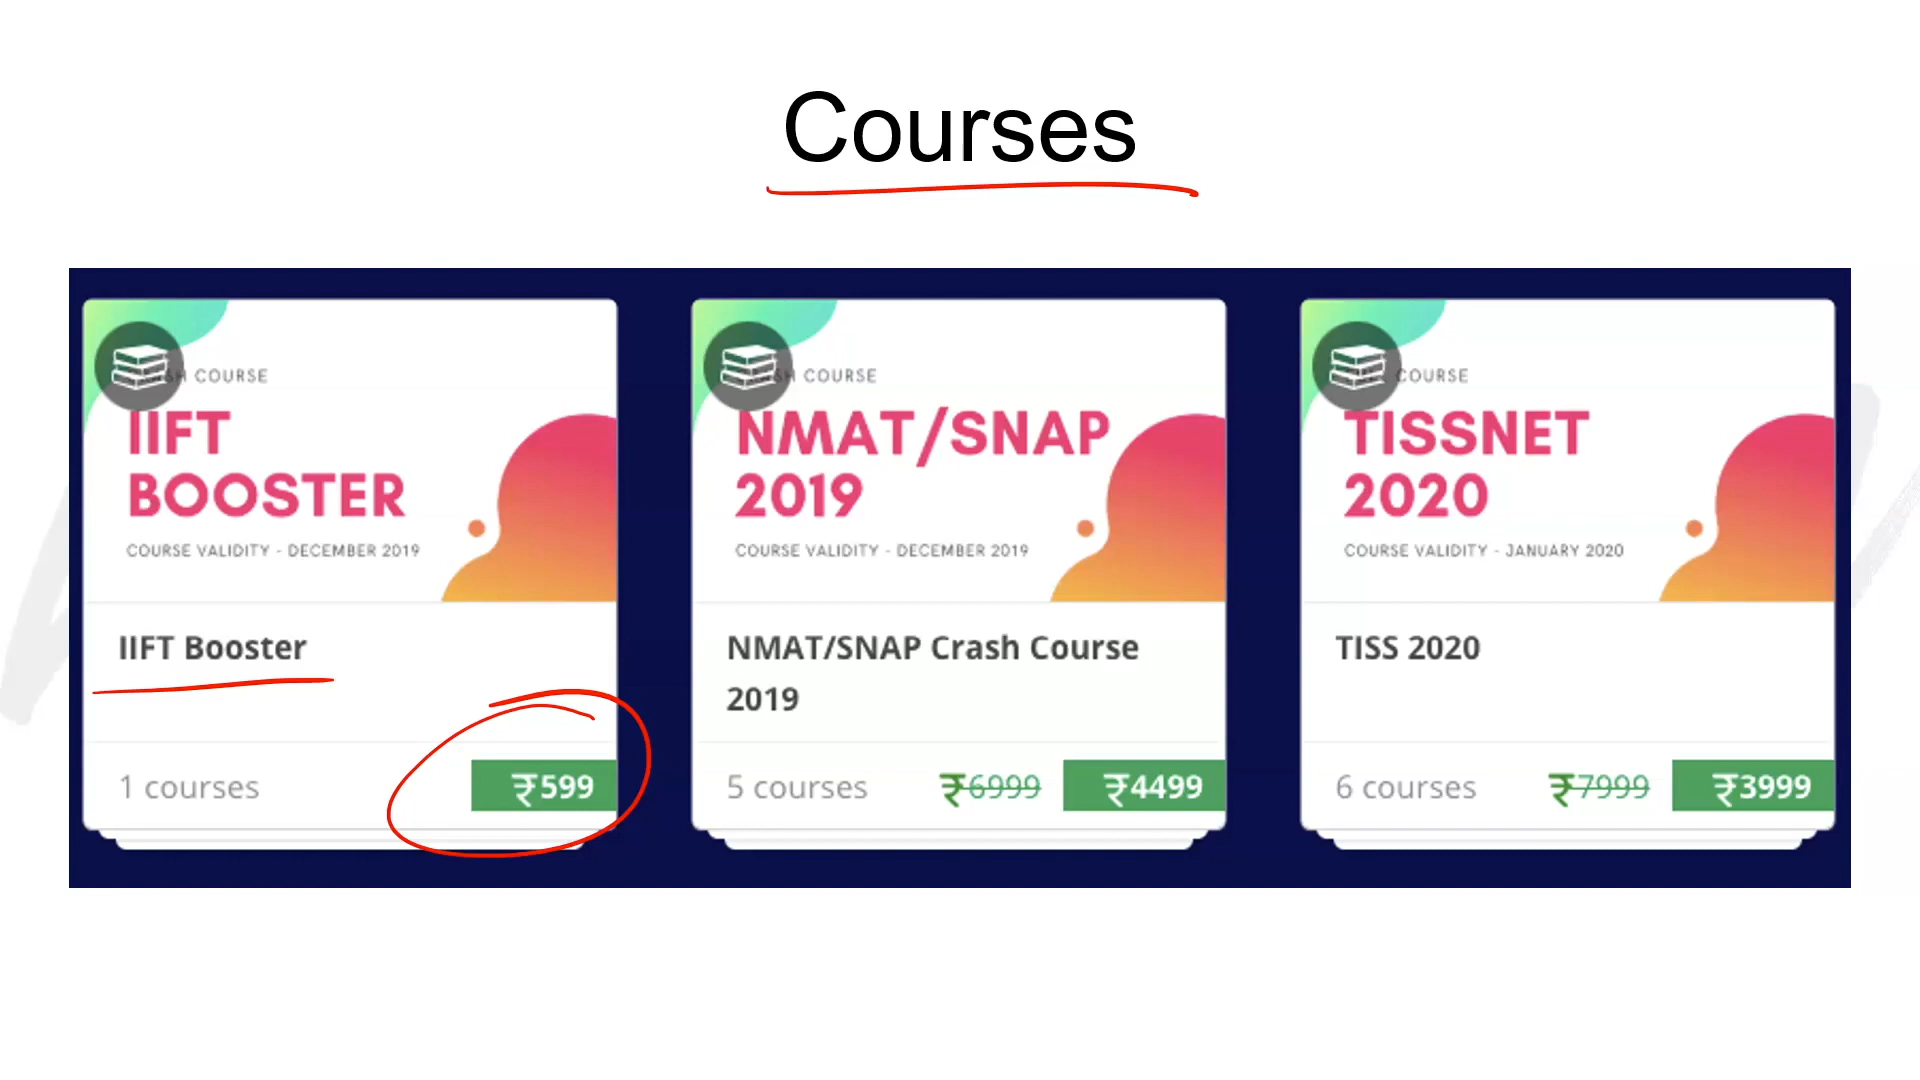 Courses
COURSE
IIFT
BOOSTER
COURSE VALIDITY - DECEMBER 2019
IIFT Booster
1 courses
₹599
COURSE
NMAT/SNAP
2019
COURSE VALIDITY - DECEMBER 2019
NMAT/SNAP Crash Course
2019
5 courses ₹6999 ₹4499
COURSE
TISSNET
2020
COURSE VALIDITY - JANUARY 2020
TISS 2020
6 courses ₹7999 ₹3999